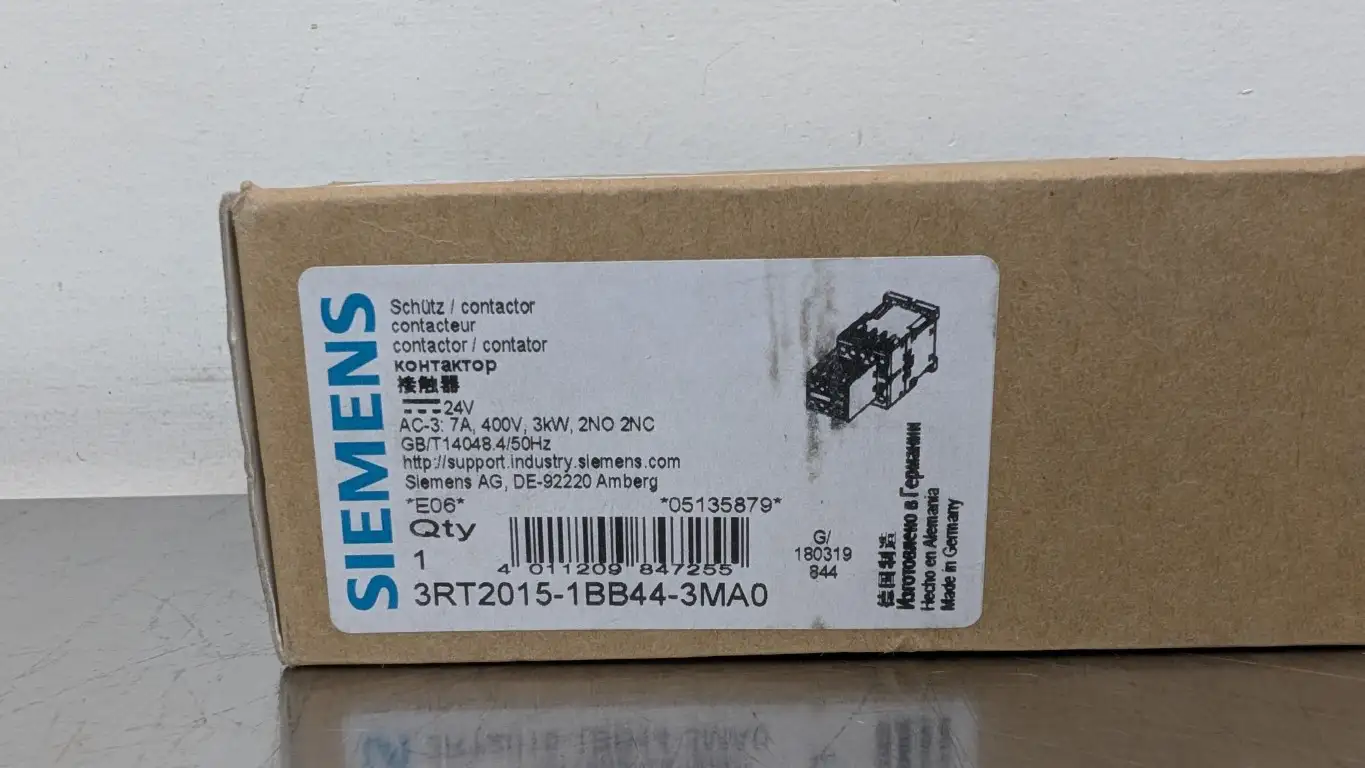 SIEMENS
Schütz / contactor
contacteur
contactor / contator
контактор
接触器
24V
AC-3: 7A, 400V, 3kW, 2NO 2NC
GB/T14048.4/50Hz
http://support.industry.siemens.com
Siemens AG, DE-92220 Amberg
*E06* *05135879*
Qty
1
4 011209 847255
3RT2015-1BB44-3MA0
G/
180319
844
德国制造
Изготовлено в Германии
Hecho en Alemania
Made in Germany